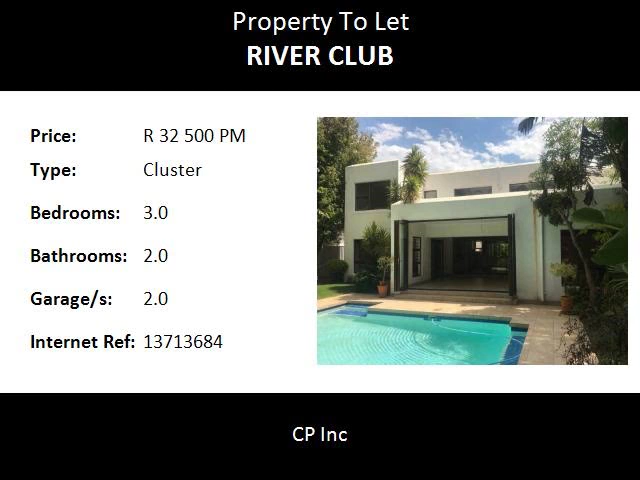 Property To Let
RIVER CLUB
Price: R 32 500 PM
Type: Cluster
Bedrooms: 3.0
Bathrooms: 2.0
Garage/s: 2.0
Internet Ref: 13713684
CP Inc